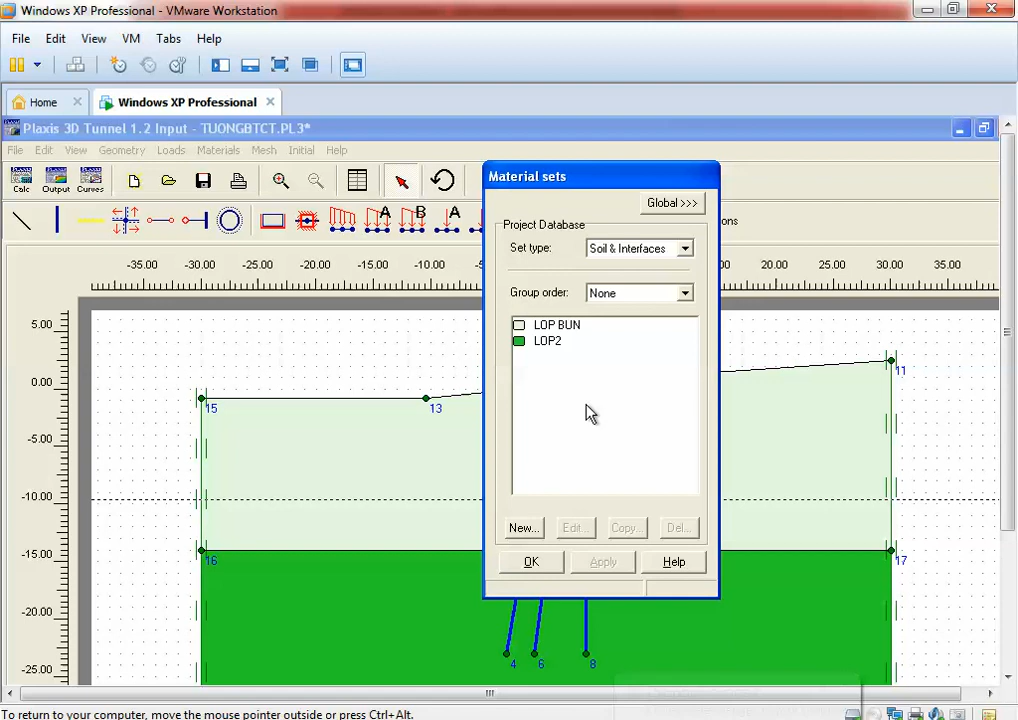 Windows XP Professional - VMware Workstation
File Edit View VM Tabs Help
Home Windows XP Professional
Plaxis 3D Tunnel 1.2 Input - TUONGBTCT.PL3*
File Edit View Geometry Loads Materials Mesh Initial Help
Calc Output Curves
A B A
-35.00 -30.00 -25.00 -20.00 -15.00 -10.00 20.00 25.00 30.00 35.00
5.00
0.00
-5.00
-10.00
-15.00
-20.00
-25.00
15
13
11
16
17
4 6 8
Material sets
Global >>>
Project Database
Set type: Soil & Interfaces
Group order: None
LOP BUN
LOP2
New... Edit... Copy... Del...
OK Apply Help
To return to your computer, move the mouse pointer outside or press Ctrl+Alt.